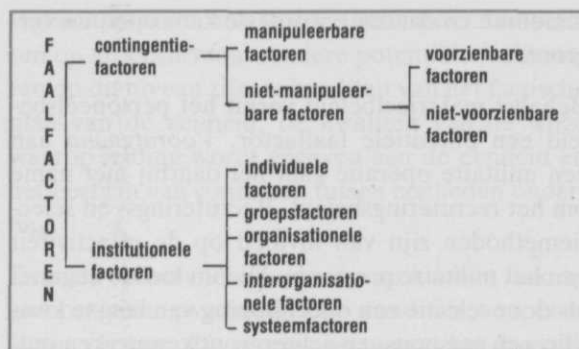 FAALFACTOREN
contingentie-
factoren
manipuleerbare
factoren
niet-manipuleer-
bare factoren
voorzienbare
factoren
niet-voorzienbare
factoren
institutionele
factoren
individuele
factoren
groepsfactoren
organisationele
factoren
interorganisatio-
nele factoren
systeemfactoren